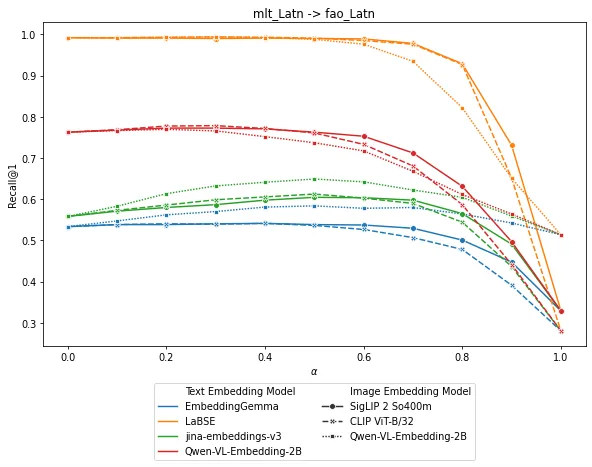 mlt_Latn -> fao_Latn
1.0
0.9
0.8
0.7
0.6
0.5
0.4
0.3
Recall@1
0.0 0.2 0.4 0.6 0.8 1.0
α
Text Embedding Model Image Embedding Model
EmbeddingGemma SigLIP 2 So400m
LaBSE CLIP ViT-B/32
jina-embeddings-v3 Qwen-VL-Embedding-2B
Qwen-VL-Embedding-2B